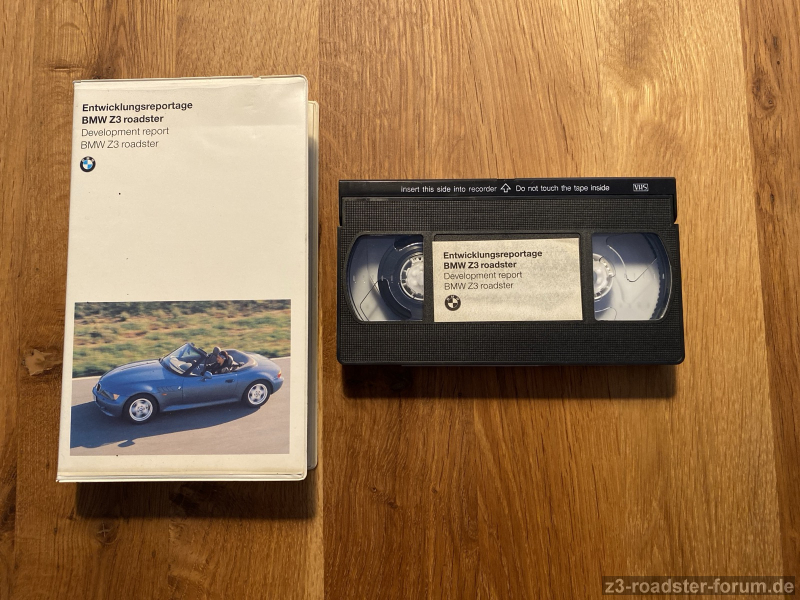 Entwicklungsreportage
BMW Z3 roadster
Development report
BMW Z3 roadster
insert this side into recorder Do not touch the tape inside VHS
Entwicklungsreportage
BMW Z3 roadster
Development report
BMW Z3 roadster
z3-roadster-forum.de